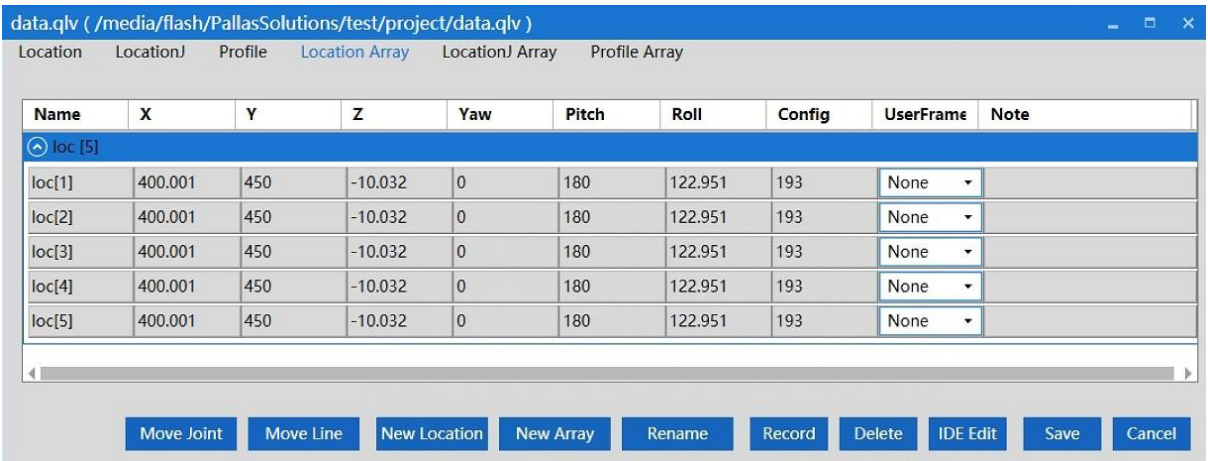 data.qlv ( /media/flash/PallasSolutions/test/project/data.qlv )
Location LocationJ Profile Location Array LocationJ Array Profile Array
Name X Y Z Yaw Pitch Roll Config UserFrame Note
loc [5]
loc[1] 400.001 450 -10.032 0 180 122.951 193 None
loc[2] 400.001 450 -10.032 0 180 122.951 193 None
loc[3] 400.001 450 -10.032 0 180 122.951 193 None
loc[4] 400.001 450 -10.032 0 180 122.951 193 None
loc[5] 400.001 450 -10.032 0 180 122.951 193 None
Move Joint Move Line New Location New Array Rename Record Delete IDE Edit Save Cancel